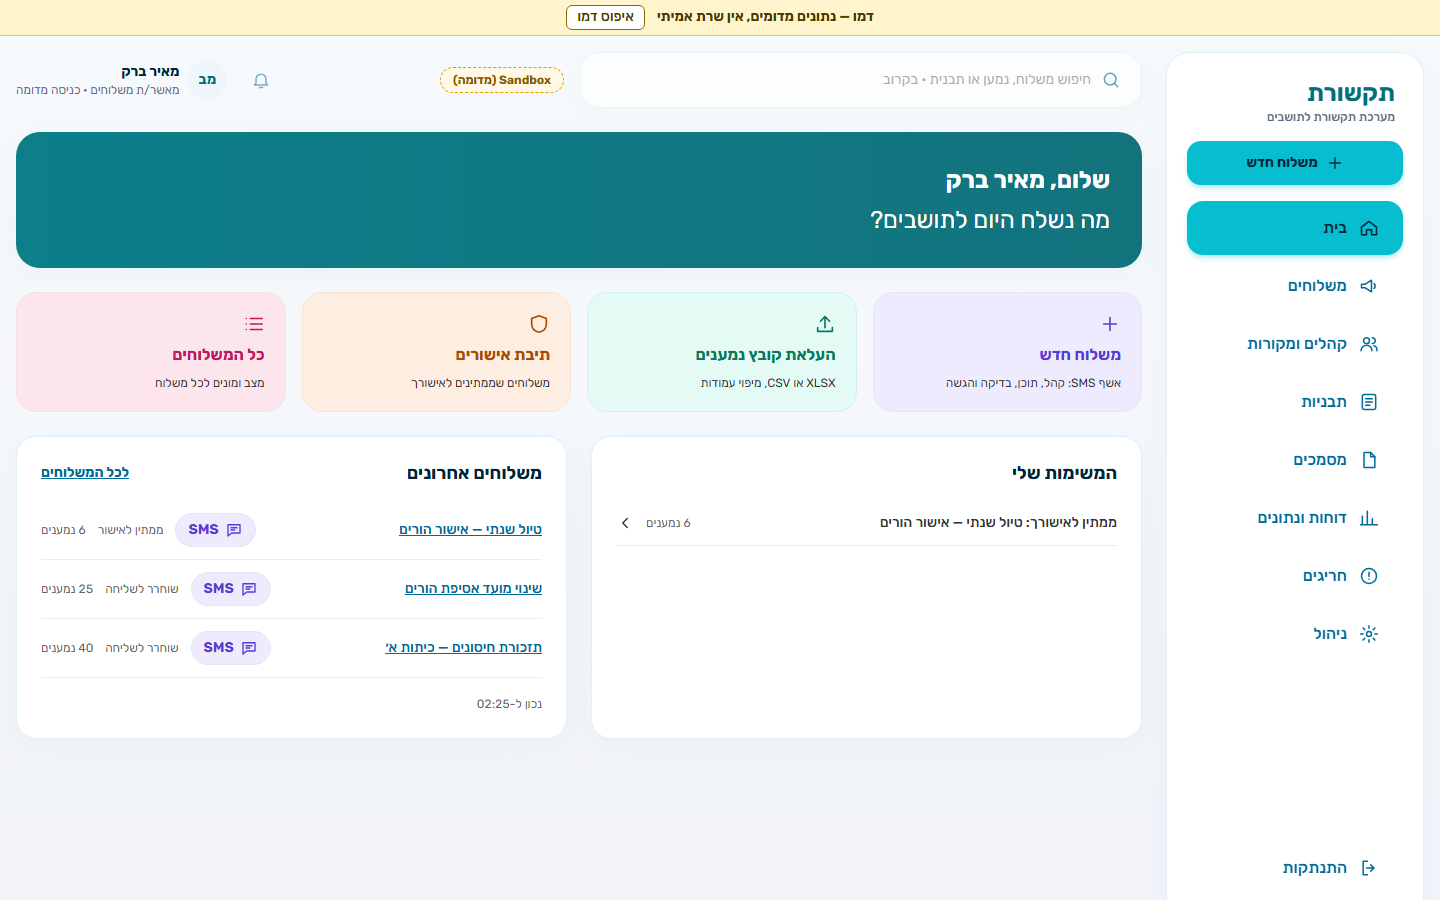 דמו — נתונים מדומים, אין שרת אמיתי
איפוס דמו
תקשורת
מערכת תקשורת לתושבים
משלוח חדש
בית
משלוחים
קהלים ומקורות
תבניות
מסמכים
דוחות ונתונים
חריגים
ניהול
התנתקות
חיפוש משלוח, נמען או תבנית • בקרוב
Sandbox (מדומה)
מב
מאיר ברק
מאשר/ת משלוחים • כניסה מדומה
שלום, מאיר ברק
מה נשלח היום לתושבים?
משלוח חדש
אשף SMS: קהל, תוכן, בדיקה והגשה
העלאת קובץ נמענים
XLSX או CSV, מיפוי עמודות
תיבת אישורים
משלוחים שממתינים לאישורך
כל המשלוחים
מצב ומונים לכל משלוח
המשימות שלי
ממתין לאישורך: טיול שנתי — אישור הורים
6 נמענים
משלוחים אחרונים
לכל המשלוחים
טיול שנתי — אישור הורים SMS ממתין לאישור 6 נמענים
שינוי מועד אסיפת הורים SMS שוחרר לשליחה 25 נמענים
תזכורת חיסונים — כיתות א׳ SMS שוחרר לשליחה 40 נמענים
נכון ל-02:25